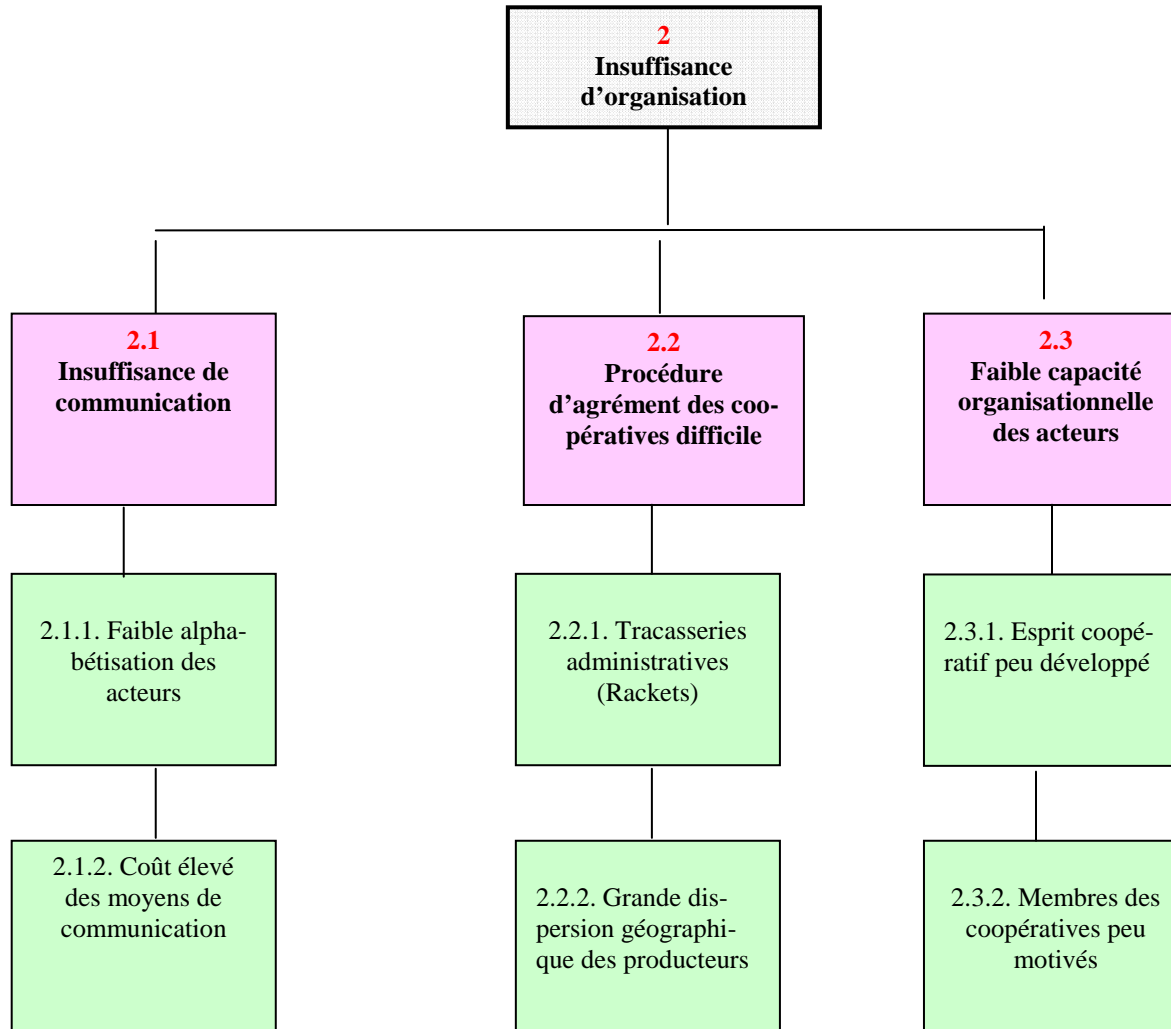 2
Insuffisance
d’organisation
2.1
Insuffisance de
communication
2.2
Procédure
d’agrément des coo-
pératives difficile
2.3
Faible capacité
organisationnelle
des acteurs
2.1.1. Faible alpha-
bétisation des
acteurs
2.2.1. Tracasseries
administratives
(Rackets)
2.3.1. Esprit coopé-
ratif peu développé
2.1.2. Coût élevé
des moyens de
communication
2.2.2. Grande dis-
persion géographi-
que des producteurs
2.3.2. Membres des
coopératives peu
motivés